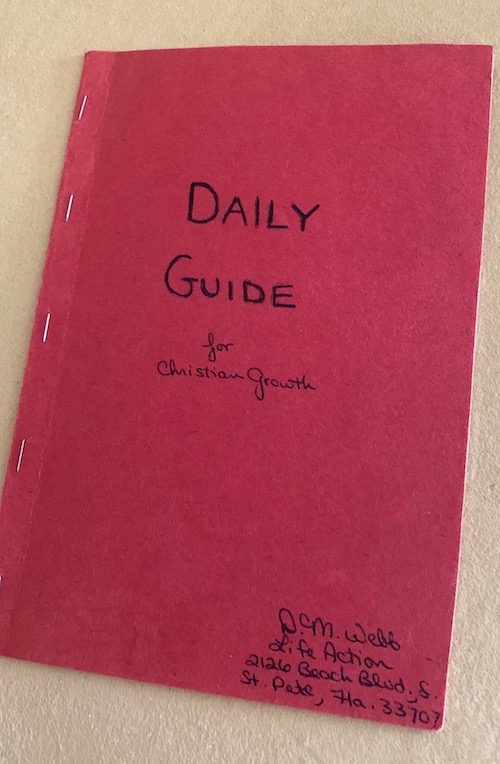 DAILY
GUIDE
for
Christian Growth
D.M. Webb
Life Action
2126 Beach Blvd., S.
St. Pete, Fla. 33707